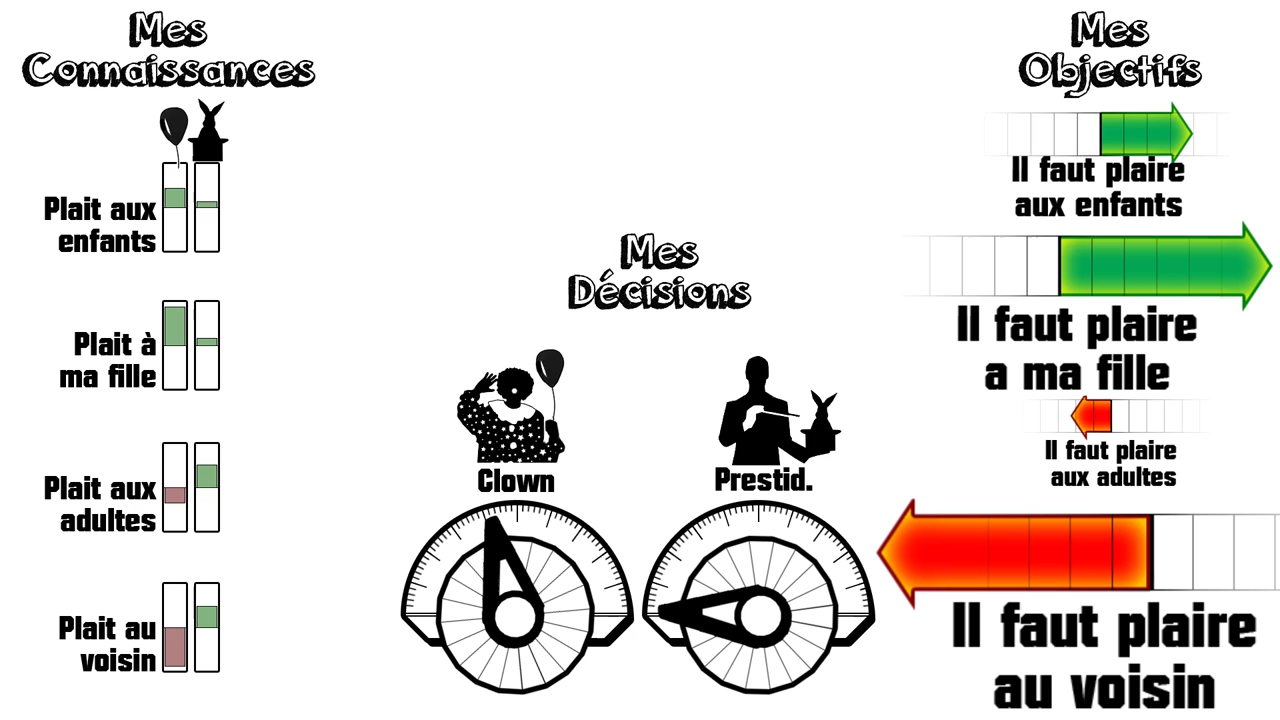 Mes
Connaissances
Plait aux
enfants
Plait à
ma fille
Plait aux
adultes
Plait au
voisin
Mes
Décisions
Clown
Prestid.
Mes
Objectifs
Il faut plaire
aux enfants
Il faut plaire
a ma fille
Il faut plaire
aux adultes
Il faut plaire
au voisin